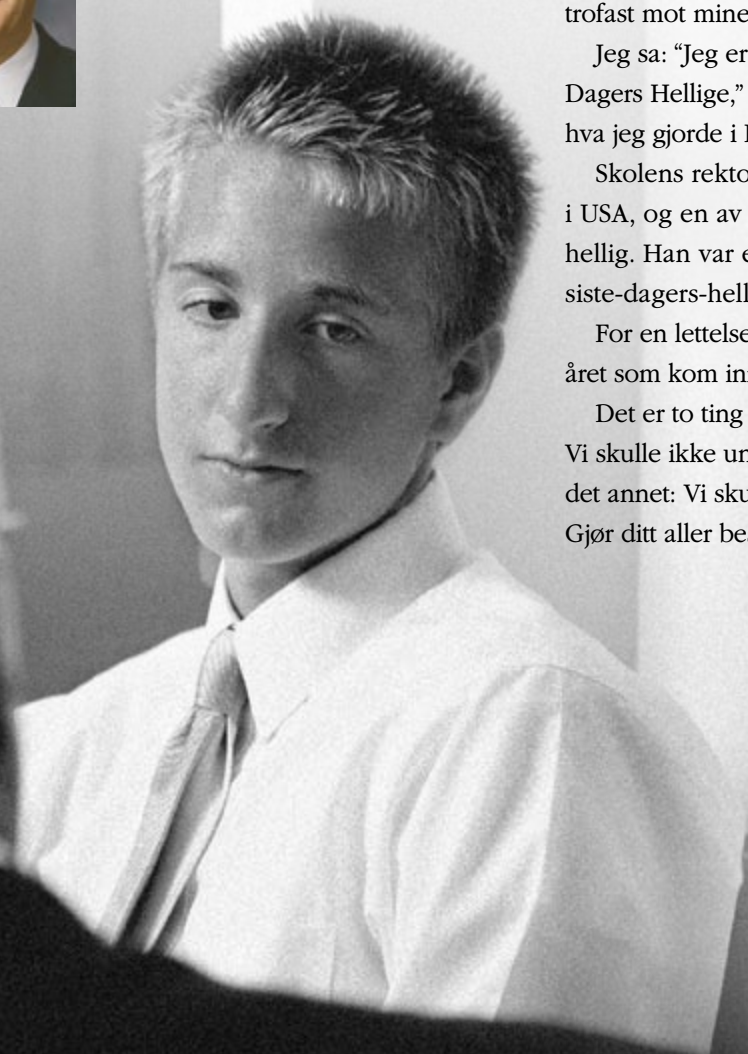 trofast mot mine
Jeg sa: “Jeg er
Dagers Hellige,”
hva jeg gjorde i
Skolens rekto
i USA, og en av
hellig. Han var e
siste-dagers-hell
For en lettelse
året som kom in
Det er to ting
Vi skulle ikke un
det annet: Vi sku
Gjør ditt aller be